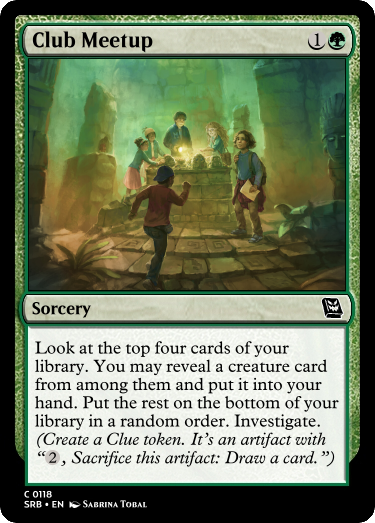 Club Meetup 1
Sorcery
Look at the top four cards of your
library. You may reveal a creature card
from among them and put it into your
hand. Put the rest on the bottom of your
library in a random order. Investigate.
(Create a Clue token. It's an artifact with
“2, Sacrifice this artifact: Draw a card.”)
C 0118
SRB • EN Sabrina Tobal